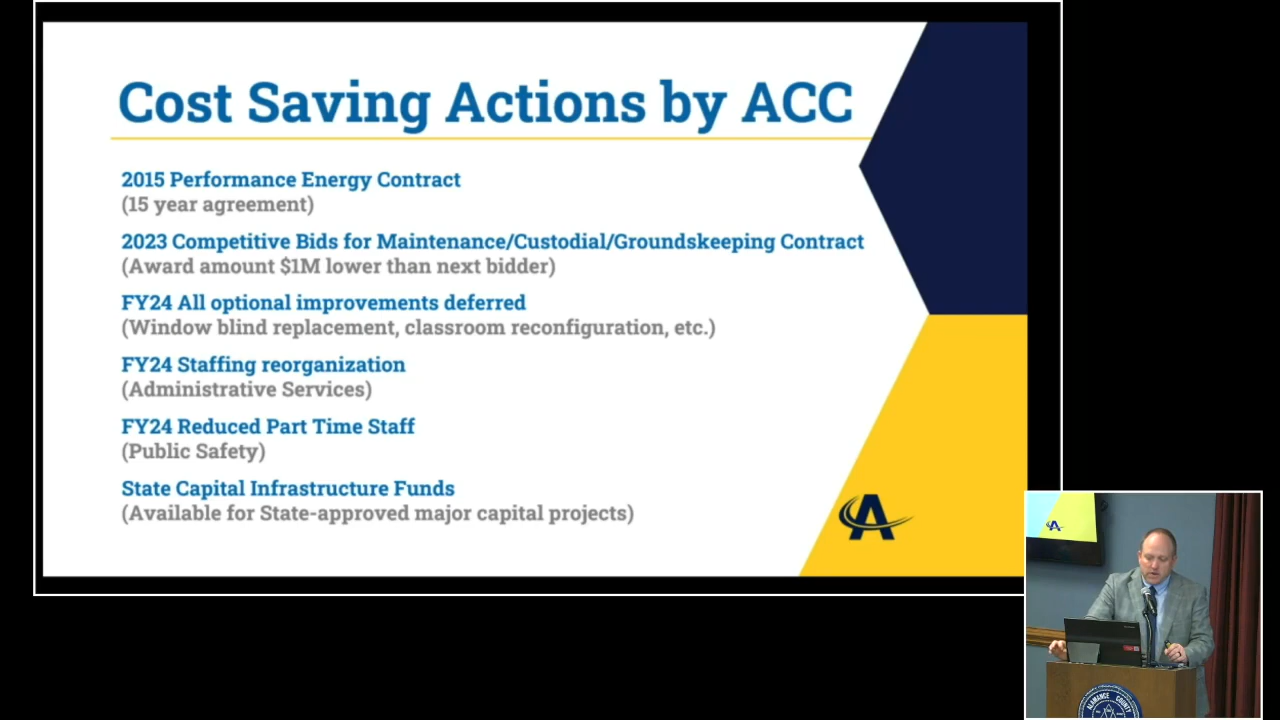 Cost Saving Actions by ACC
2015 Performance Energy Contract
(15 year agreement)
2023 Competitive Bids for Maintenance/Custodial/Groundskeeping Contract
(Award amount $1M lower than next bidder)
FY24 All optional improvements deferred
(Window blind replacement, classroom reconfiguration, etc.)
FY24 Staffing reorganization
(Administrative Services)
FY24 Reduced Part Time Staff
(Public Safety)
State Capital Infrastructure Funds
(Available for State-approved major capital projects)
A
A
ALAMANCE COUNTY